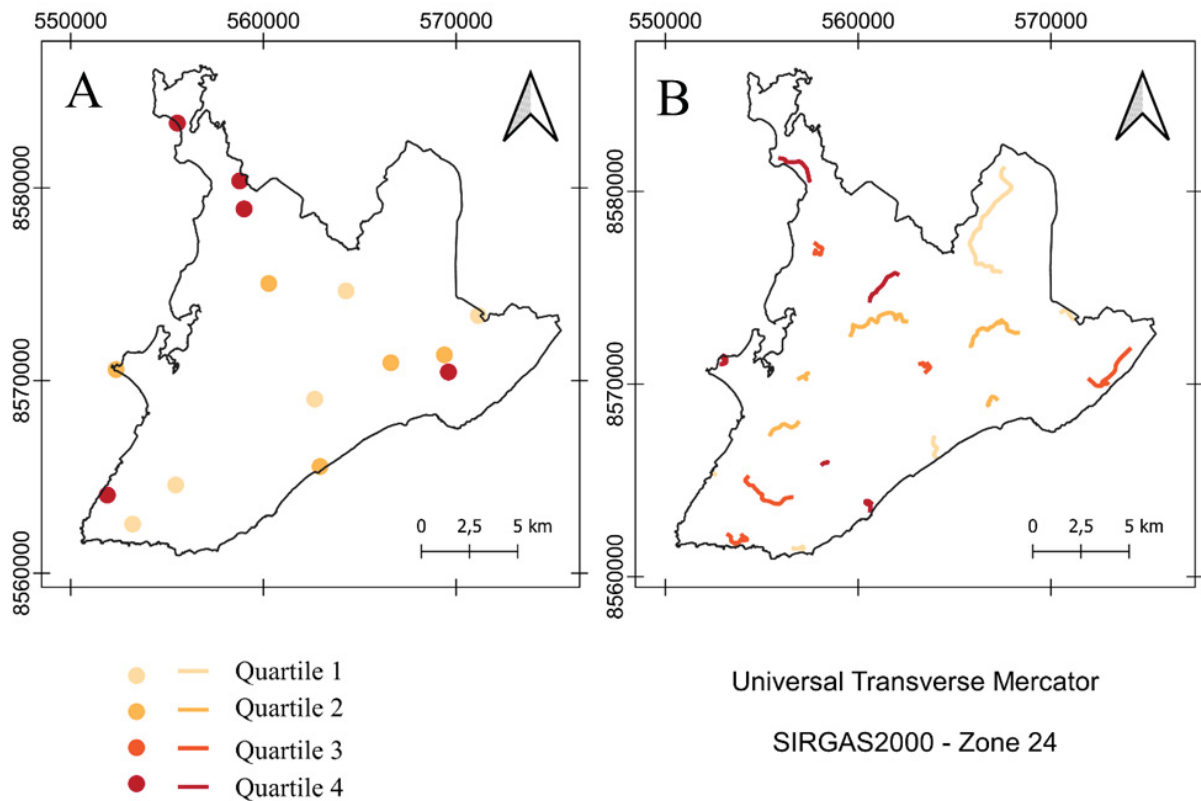 550000 560000 570000
550000 560000 570000
A
B
8580000
8570000
8560000
8580000
8570000
8560000
0 2,5 5 km
0 2,5 5 km
Quartile 1
Quartile 2
Quartile 3
Quartile 4
Universal Transverse Mercator
SIRGAS2000 - Zone 24